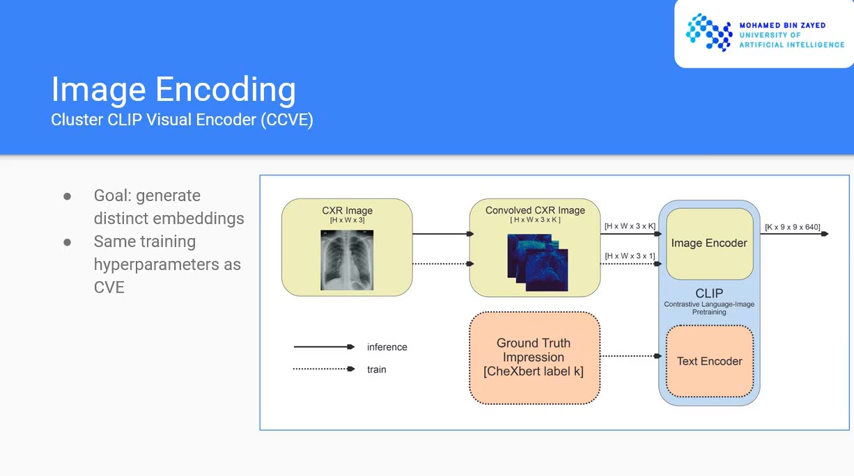 MOHAMED BIN ZAYED
UNIVERSITY OF
ARTIFICIAL INTELLIGENCE
Image Encoding
Cluster CLIP Visual Encoder (CCVE)
● Goal: generate
distinct embeddings
● Same training
hyperparameters as
CVE
CXR Image
[H x W x 3]
Convolved CXR Image
[ H x W x 3 x K ]
[H x W x 3 x K]
[H x W x 3 x 1]
Image Encoder
[K x 9 x 9 x 640]
CLIP
Contrastive Language-Image
Pretraining
Ground Truth
Impression
[CheXbert label k]
Text Encoder
inference
train